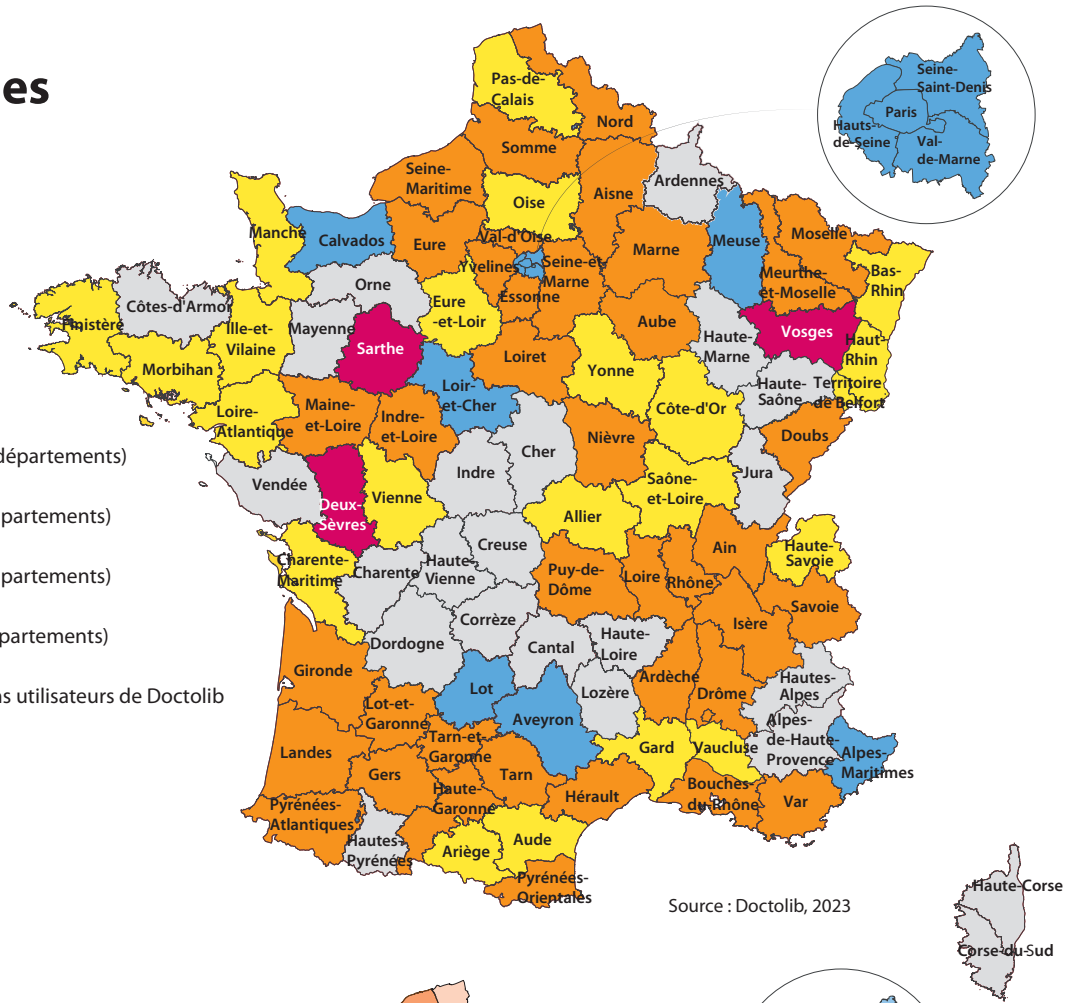 es
Seine-
Saint-Denis
Paris
Hauts-
de-Seine
Val-
de-Marne
Pas-de-
Calais
Nord
Somme
Seine-
Maritime
Oise
Aisne
Ardennes
Manche
Calvados
Eure
Val-d'Oise
Yvelines
Seine-et-
Marne
Essonne
Marne
Meuse
Moselle
Meurthe-
et-Moselle
Bas-
Rhin
Orne
Côtes-d'Armor
Finistère
Ille-et-
Vilaine
Morbihan
Mayenne
Sarthe
Eure
-et-Loir
Aube
Haute-
Marne
Vosges
Haut-
Rhin
Loiret
Yonne
Loir-
et-Cher
Haute-
Saône
Territoire
de Belfort
Côte-d'Or
Loire-
Atlantique
Maine-
et-Loire
Indre-
et-Loire
Cher
Nièvre
Doubs
départements)
Vendée
Deux-
Sèvres
Vienne
Indre
Saône-
et-Loire
Jura
partements)
Allier
Charente-
Maritime
Charente
Haute-
Vienne
Creuse
Puy-de-
Dôme
Loire
Rhône
Ain
Haute-
Savoie
partements)
Savoie
Isère
Dordogne
Corrèze
Cantal
Haute-
Loire
partements)
Gironde
Lot
Aveyron
Lozère
Ardèche
Drôme
Hautes-
Alpes
s utilisateurs de Doctolib
Lot-et-
Garonne
Tarn-et-
Garonne
Alpes-
de-Haute-
Provence
Alpes-
Maritimes
Landes
Gers
Tarn
Gard
Vaucluse
Haute-
Garonne
Hérault
Bouches-
du-Rhône
Var
Pyrénées-
Atlantiques
Hautes-
Pyrénées
Ariège
Aude
Pyrénées-
Orientales
Source : Doctolib, 2023
Haute-Corse
Corse-du-Sud